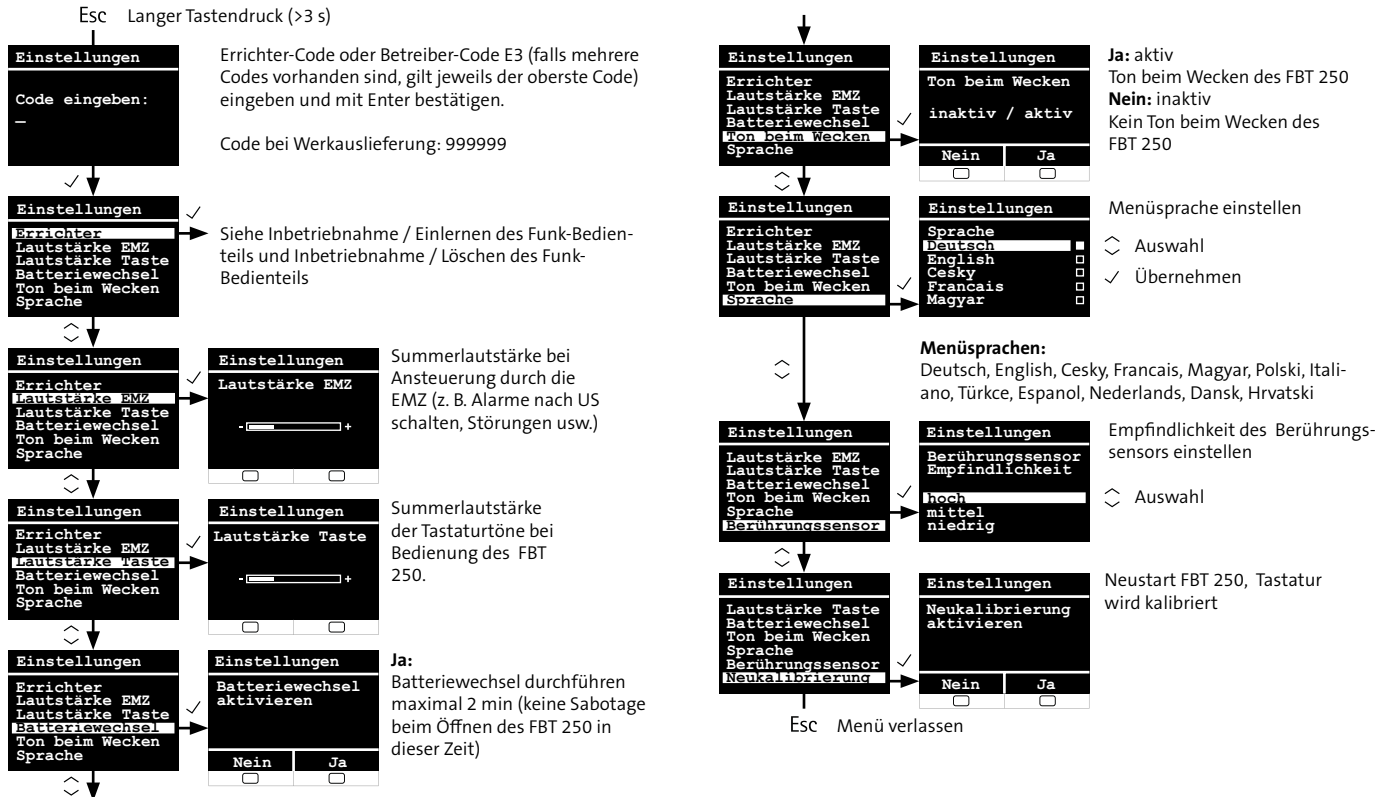 Esc Langer Tastendruck (>3 s)
Einstellungen
Code eingeben:
_
Errichter-Code oder Betreiber-Code E3 (falls mehrere
Codes vorhanden sind, gilt jeweils der oberste Code)
eingeben und mit Enter bestätigen.
Code bei Werkauslieferung: 999999
Einstellungen
Errichter
Lautstärke EMZ
Lautstärke Taste
Batteriewechsel
Ton beim Wecken
Sprache
Siehe Inbetriebnahme / Einlernen des Funk-Bedien-
teils und Inbetriebnahme / Löschen des Funk-
Bedienteils
Einstellungen
Errichter
Lautstärke EMZ
Lautstärke Taste
Batteriewechsel
Ton beim Wecken
Sprache
Einstellungen
Lautstärke EMZ
- +
Summerlautstärke bei
Ansteuerung durch die
EMZ (z. B. Alarme nach US
schalten, Störungen usw.)
Einstellungen
Errichter
Lautstärke EMZ
Lautstärke Taste
Batteriewechsel
Ton beim Wecken
Sprache
Einstellungen
Lautstärke Taste
- +
Summerlautstärke
der Tastaturtöne bei
Bedienung des FBT
250.
Einstellungen
Errichter
Lautstärke EMZ
Lautstärke Taste
Batteriewechsel
Ton beim Wecken
Sprache
Einstellungen
Batteriewechsel
aktivieren
Nein Ja
Ja:
Batteriewechsel durchführen
maximal 2 min (keine Sabotage
beim Öffnen des FBT 250 in
dieser Zeit)
Einstellungen
Errichter
Lautstärke EMZ
Lautstärke Taste
Batteriewechsel
Ton beim Wecken
Sprache
Einstellungen
Ton beim Wecken
inaktiv / aktiv
Nein Ja
Ja: aktiv
Ton beim Wecken des FBT 250
Nein: inaktiv
Kein Ton beim Wecken des
FBT 250
Einstellungen
Errichter
Lautstärke EMZ
Lautstärke Taste
Batteriewechsel
Ton beim Wecken
Sprache
Einstellungen
Sprache
Deutsch
English
Cesky
Francais
Magyar
Menüsprache einstellen
Auswahl
Übernehmen
Menüsprachen:
Deutsch, English, Cesky, Francais, Magyar, Polski, Itali-
ano, Türkce, Espanol, Nederlands, Dansk, Hrvatski
Einstellungen
Lautstärke EMZ
Lautstärke Taste
Batteriewechsel
Ton beim Wecken
Sprache
Berührungssensor
Einstellungen
Berührungssensor
Empfindlichkeit
hoch
mittel
niedrig
Empfindlichkeit des Berührungs-
sensors einstellen
Auswahl
Einstellungen
Lautstärke Taste
Batteriewechsel
Ton beim Wecken
Sprache
Berührungssensor
Neukalibrierung
Einstellungen
Neukalibrierung
aktivieren
Nein Ja
Neustart FBT 250, Tastatur
wird kalibriert
Esc Menü verlassen